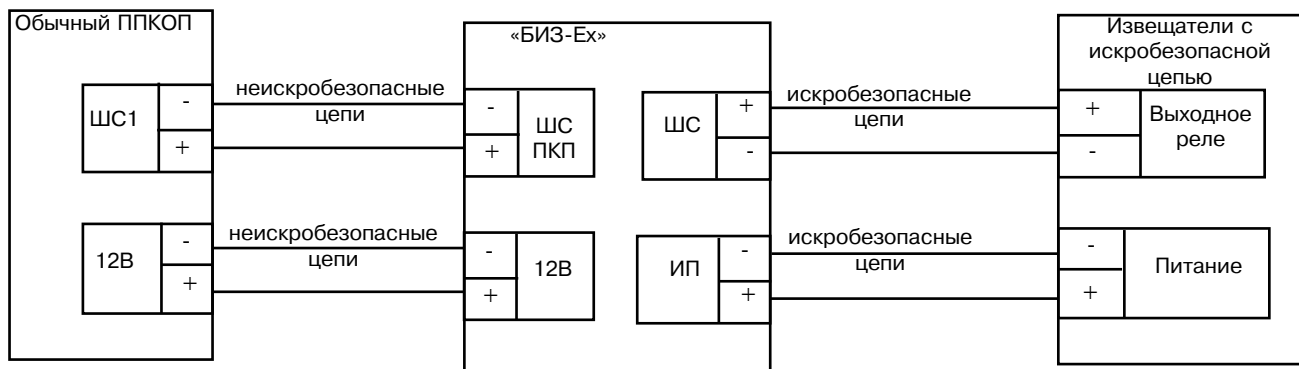 Обычный ППКОП
«БИЗ-Ех»
Извещатели с
искробезопасной
цепью
ШС1
-
+
неискробезопасные
цепи
-
+
ШС
ПКП
ШС
+
-
искробезопасные
цепи
+
-
Выходное
реле
12В
-
+
неискробезопасные
цепи
-
+
12В
ИП
-
+
искробезопасные
цепи
-
+
Питание